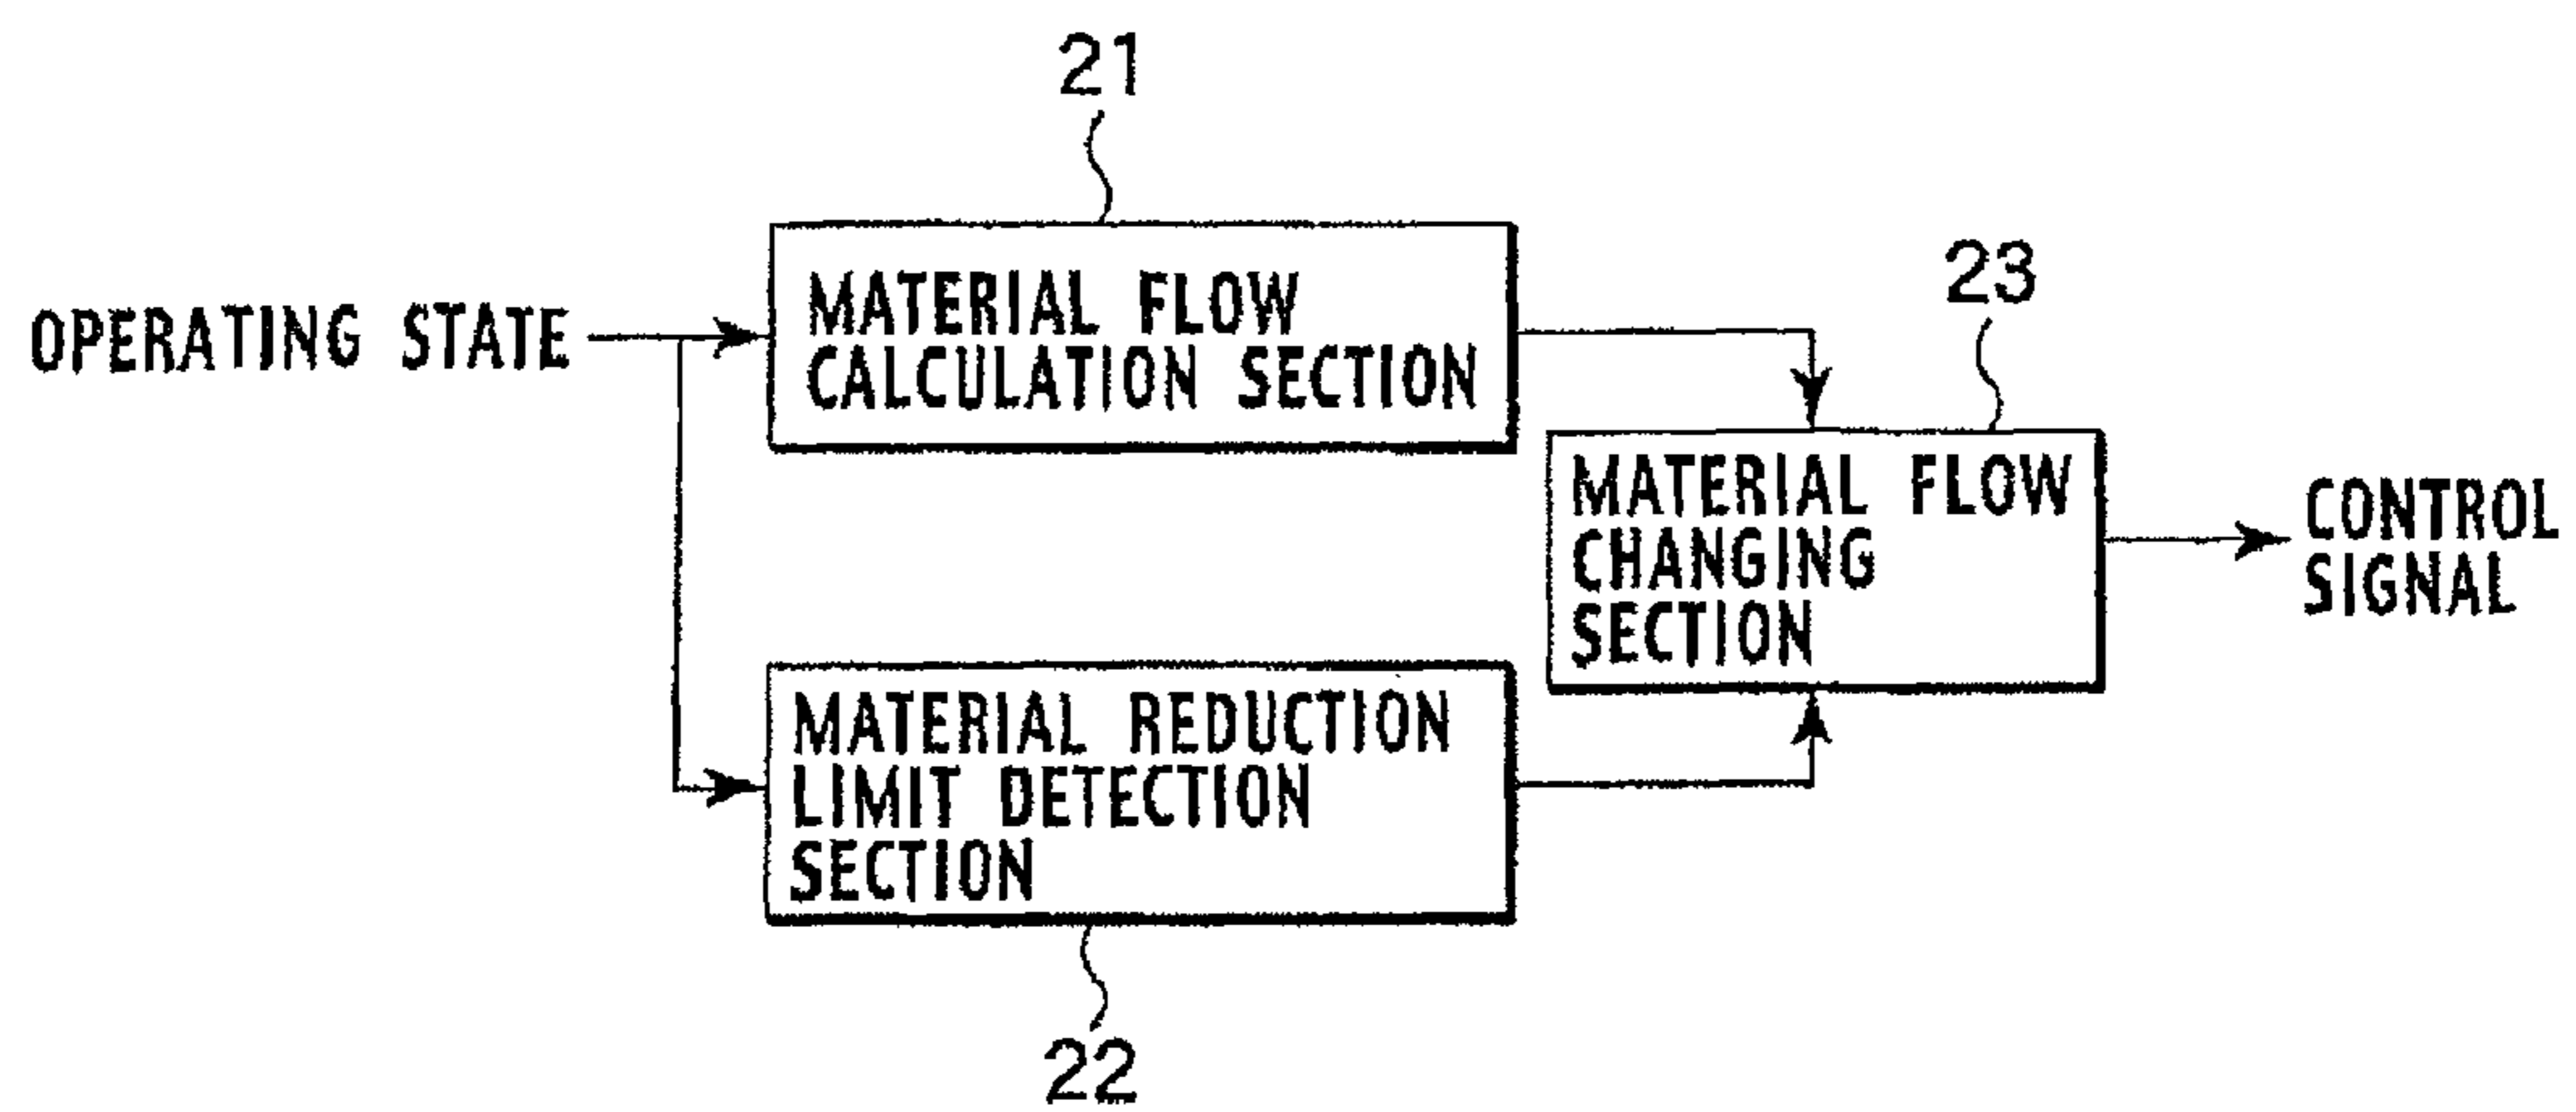 21
MATERIAL FLOW
CALCULATION SECTION
OPERATING STATE
23
MATERIAL FLOW
CHANGING
SECTION
CONTROL
SIGNAL
MATERIAL REDUCTION
LIMIT DETECTION
SECTION
22